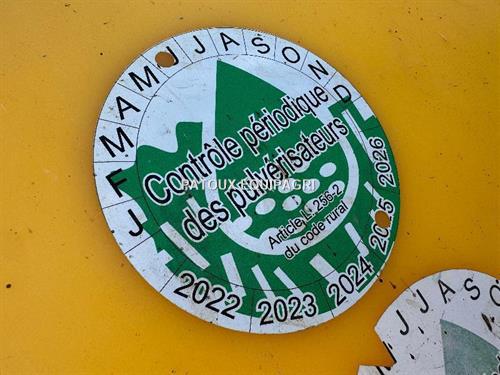 J F M A M J J A S O N D
Contrôle périodique
des pulvérisateurs
Article L. 256-2
du code rural
2022 2023 2024 2025 2026
PATOUX EQUIPAGRI
J J A S O N